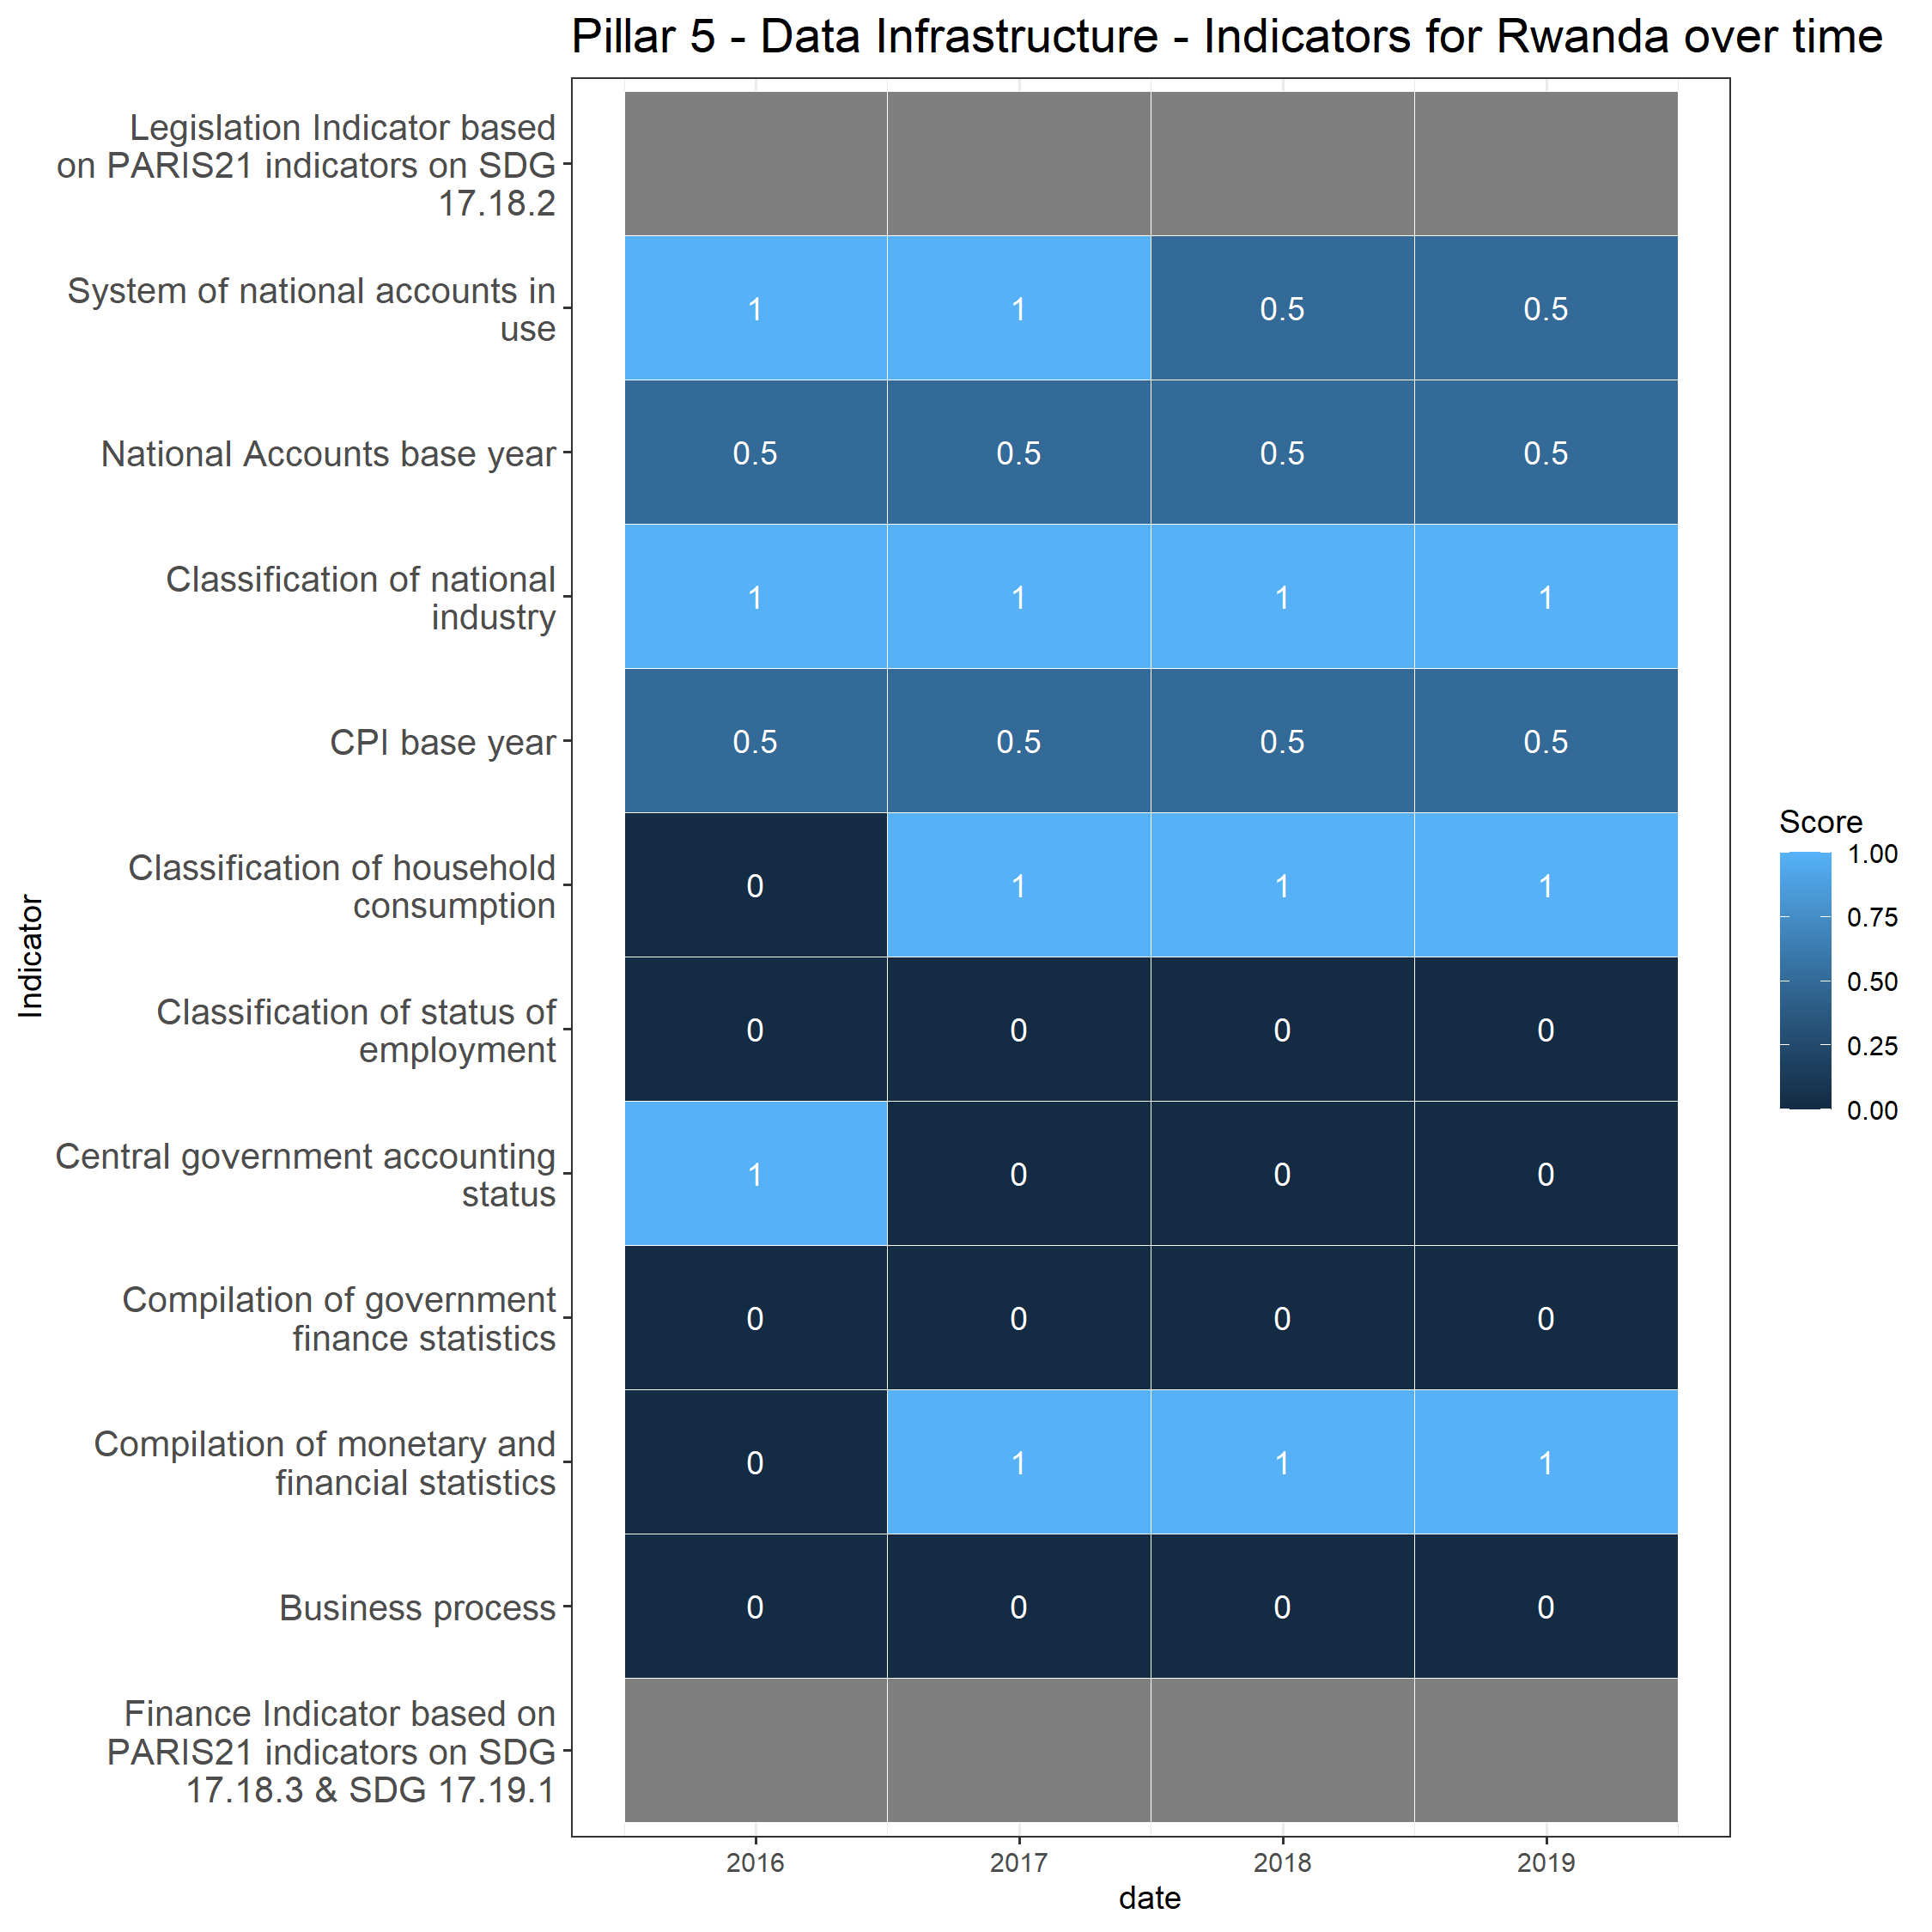 Pillar 5 - Data Infrastructure - Indicators for Rwanda over time
Legislation Indicator based
on PARIS21 indicators on SDG
17.18.2
System of national accounts in
use
1 1 0.5 0.5
National Accounts base year
0.5 0.5 0.5 0.5
Classification of national
industry
1 1 1 1
CPI base year
0.5 0.5 0.5 0.5
Classification of household
consumption
0 1 1 1
Classification of status of
employment
0 0 0 0
Central government accounting
status
1 0 0 0
Compilation of government
finance statistics
0 0 0 0
Compilation of monetary and
financial statistics
0 1 1 1
Business process
0 0 0 0
Finance Indicator based on
PARIS21 indicators on SDG
17.18.3 & SDG 17.19.1
Indicator
2016 2017 2018 2019
date
Score
1.00
0.75
0.50
0.25
0.00